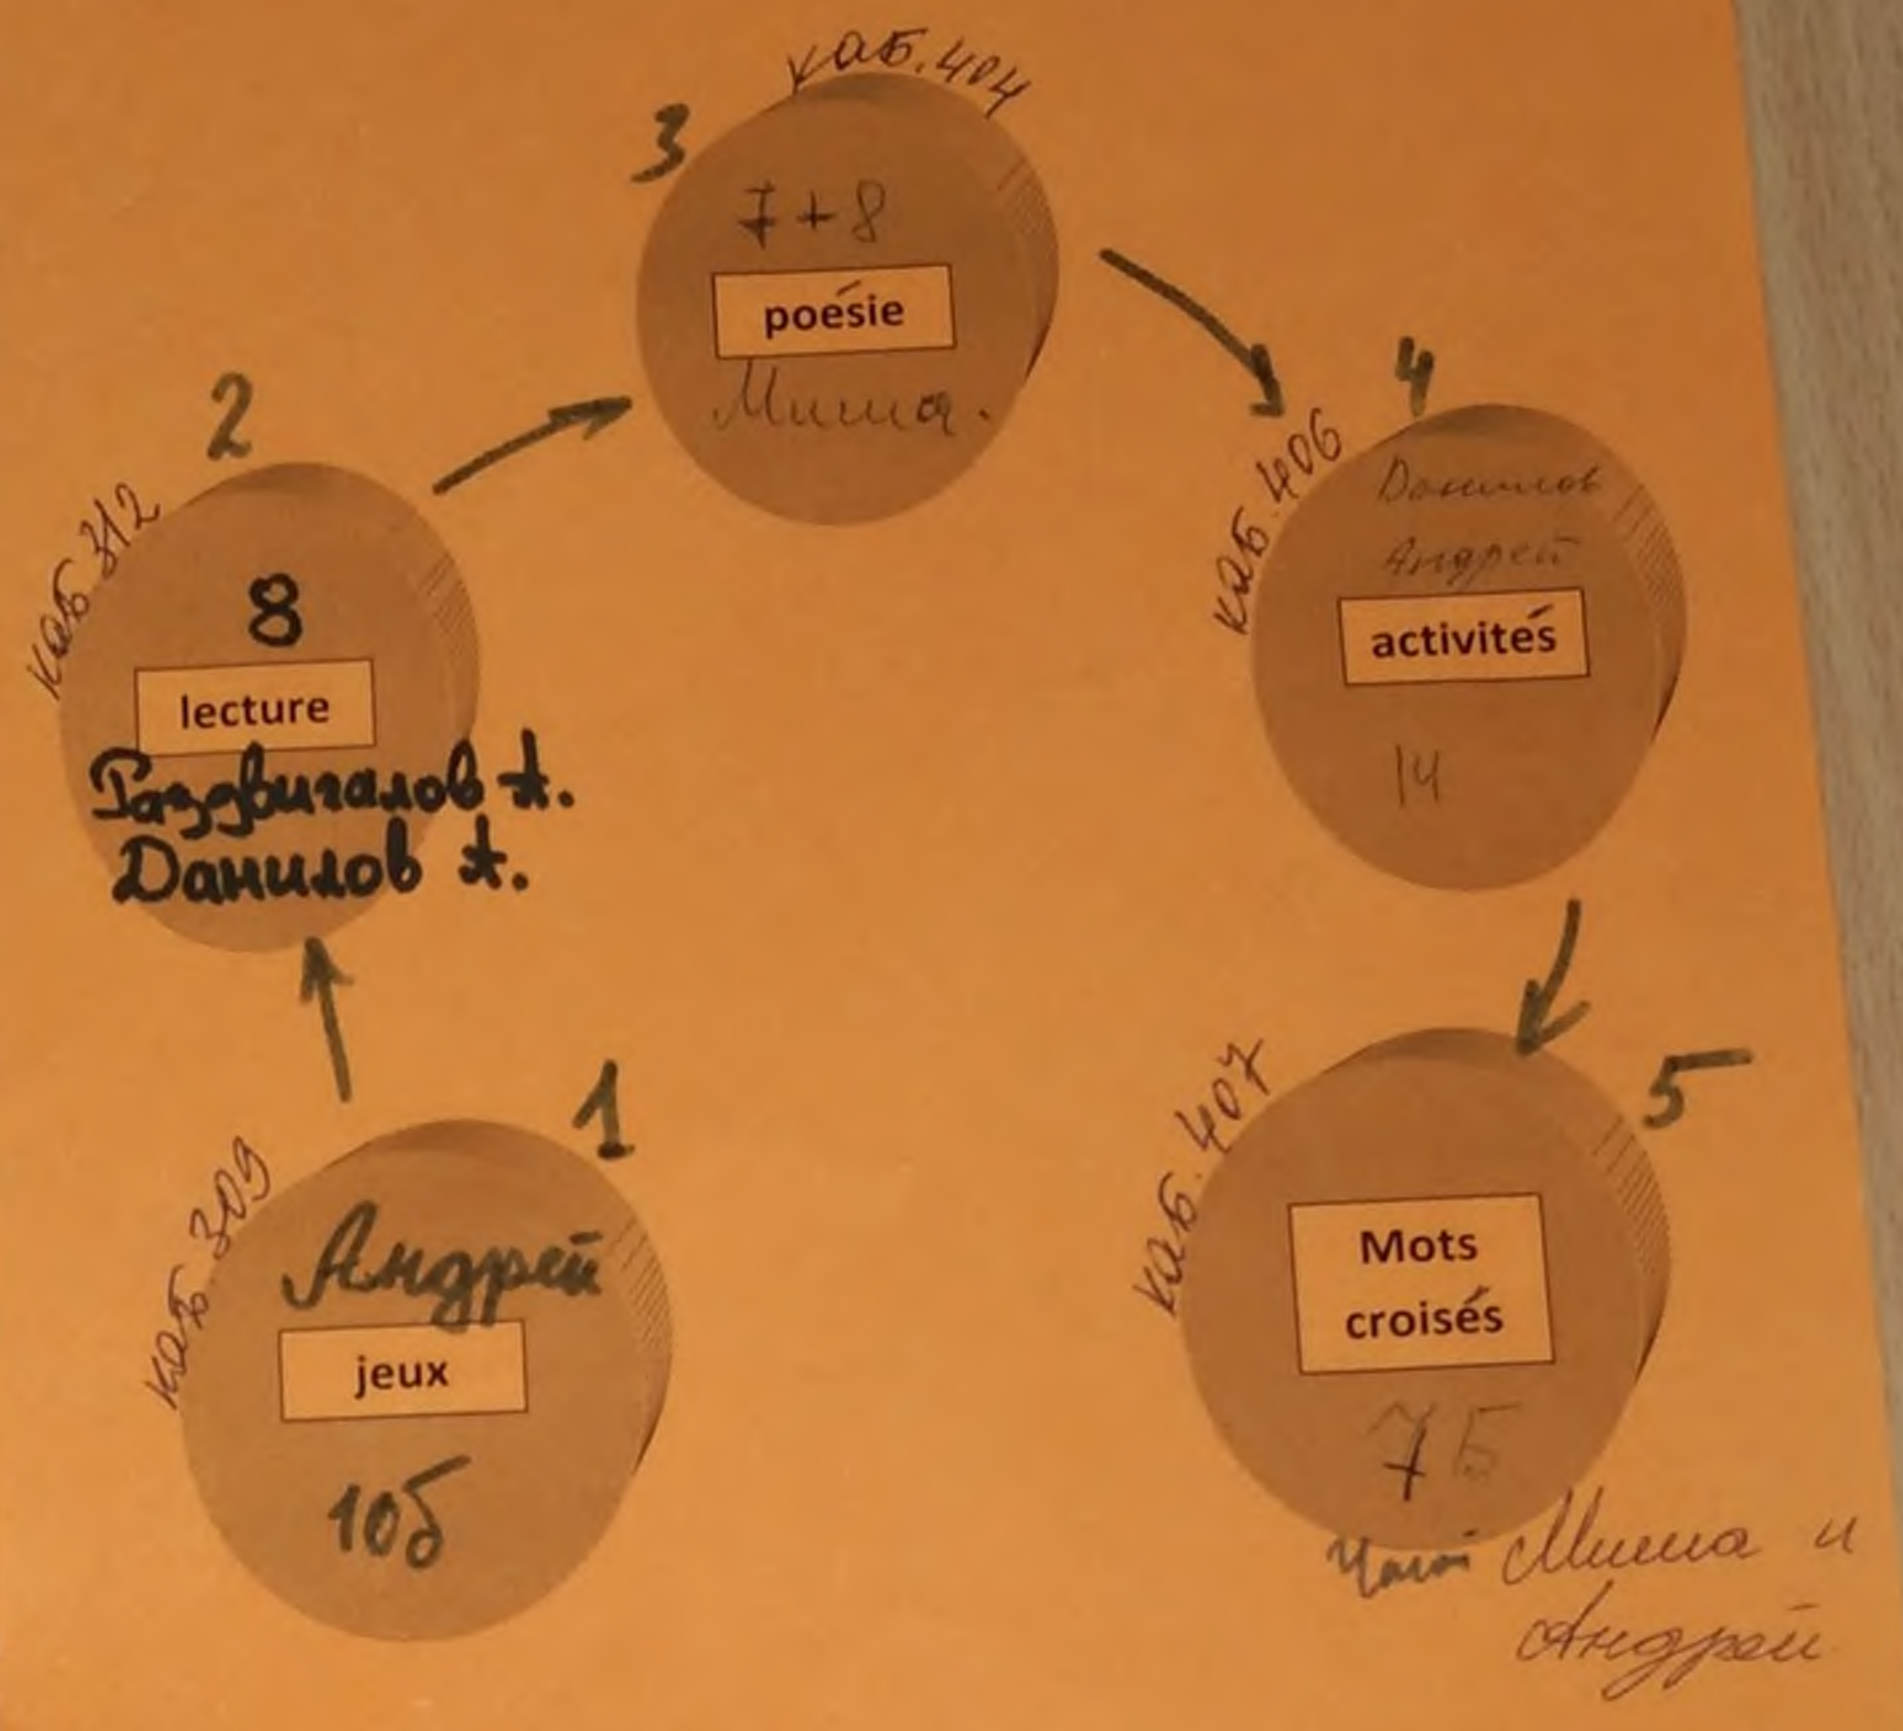 1
каб. 309
Андрей
jeux
10б
2
каб 312
8
lecture
Раздвигалов А.
Данилов А.
3
каб. 404
7+8
poésie
Миша.
4
каб. 406
Данилов
Андрей
activités
14
5
каб. 407
Mots
croisés
7Б
Миша и
Андрей